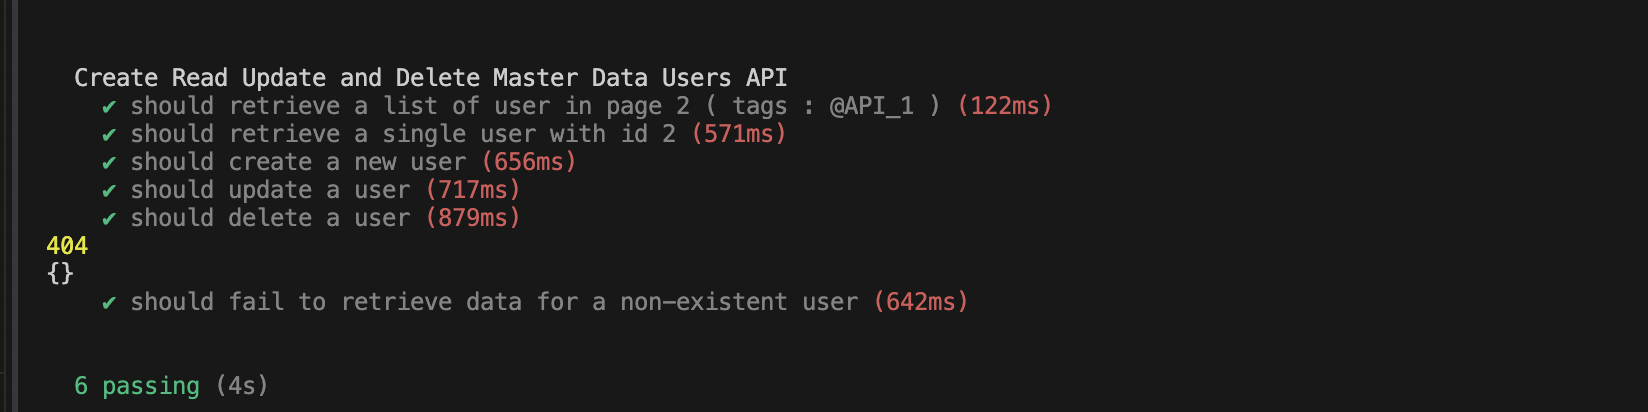 Create Read Update and Delete Master Data Users API
✔ should retrieve a list of user in page 2 ( tags : @API_1 ) (122ms)
✔ should retrieve a single user with id 2 (571ms)
✔ should create a new user (656ms)
✔ should update a user (717ms)
✔ should delete a user (879ms)
404
{}
✔ should fail to retrieve data for a non-existent user (642ms)
6 passing (4s)